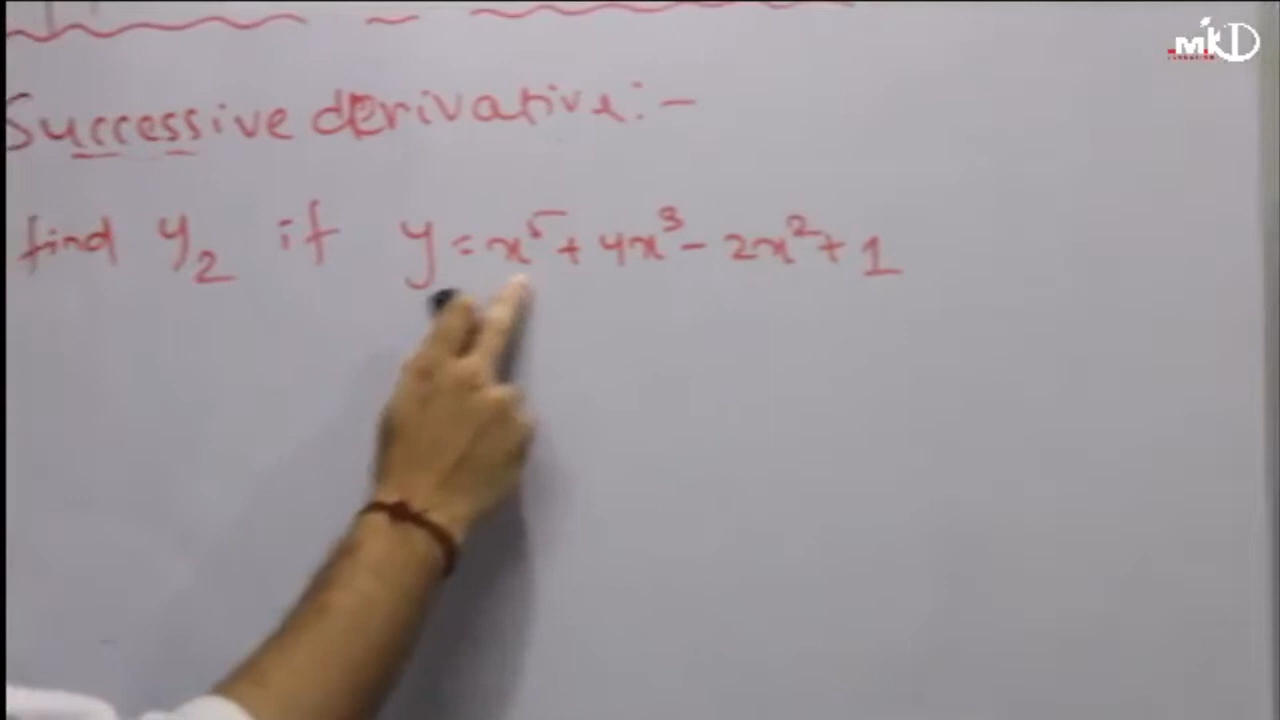 Successive derivative:-
find y₂ if y = x⁵ + 4x³ - 2x² + 1